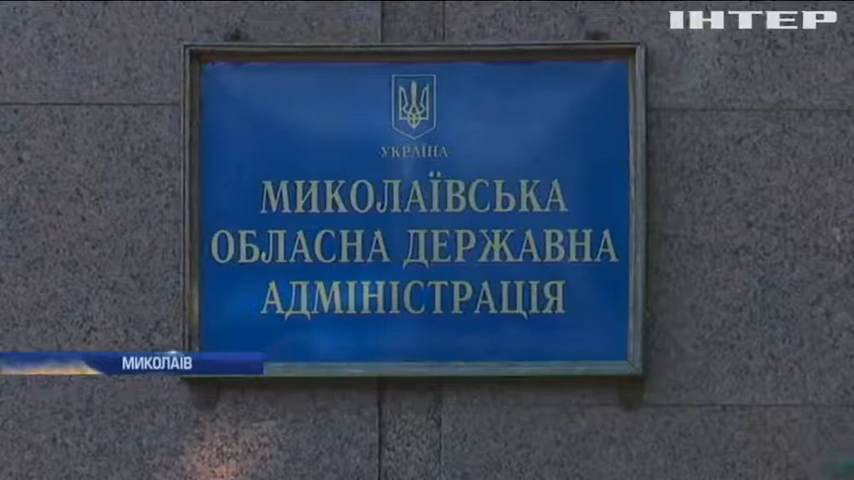 ІНТЕР
УКРАЇНА
МИКОЛАЇВСЬКА
ОБЛАСНА ДЕРЖАВНА
АДМІНІСТРАЦІЯ
МИКОЛАЇВ